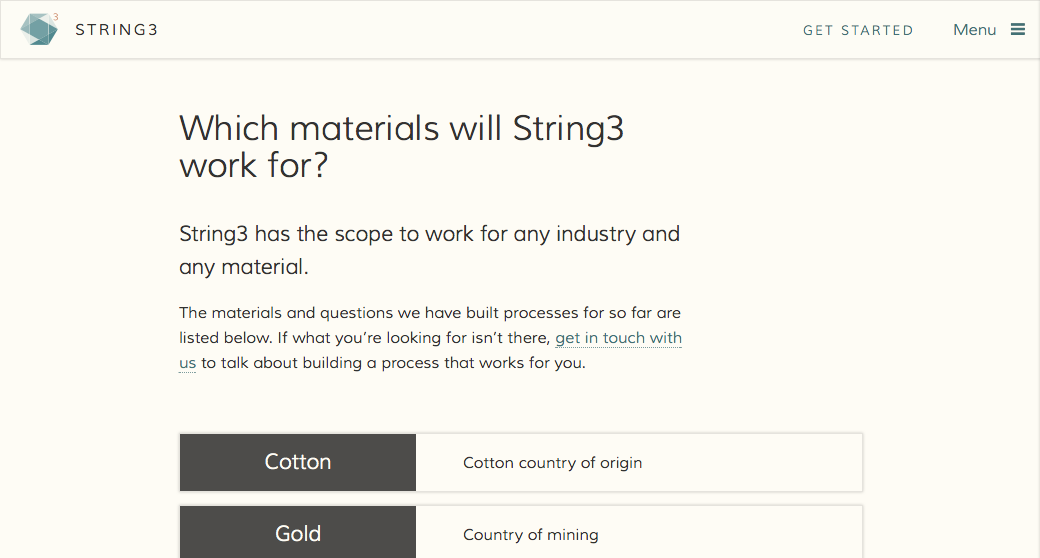 3
STRING3
GET STARTED
Menu
Which materials will String3
work for?
String3 has the scope to work for any industry and
any material.
The materials and questions we have built processes for so far are
listed below. If what you’re looking for isn’t there, get in touch with
us to talk about building a process that works for you.
Cotton
Cotton country of origin
Gold
Country of mining